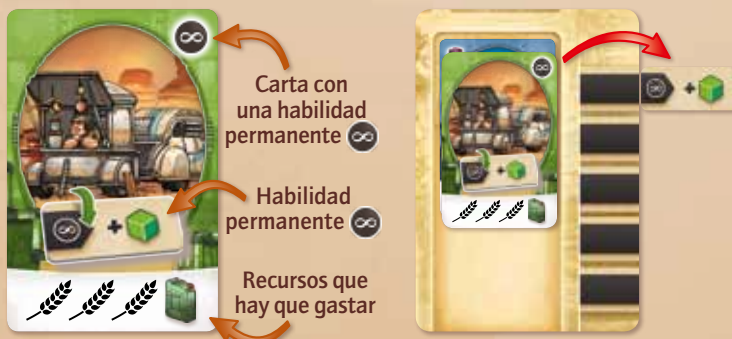 Carta con
una habilidad
permanente ∞
Habilidad
permanente ∞
Recursos que
hay que gastar